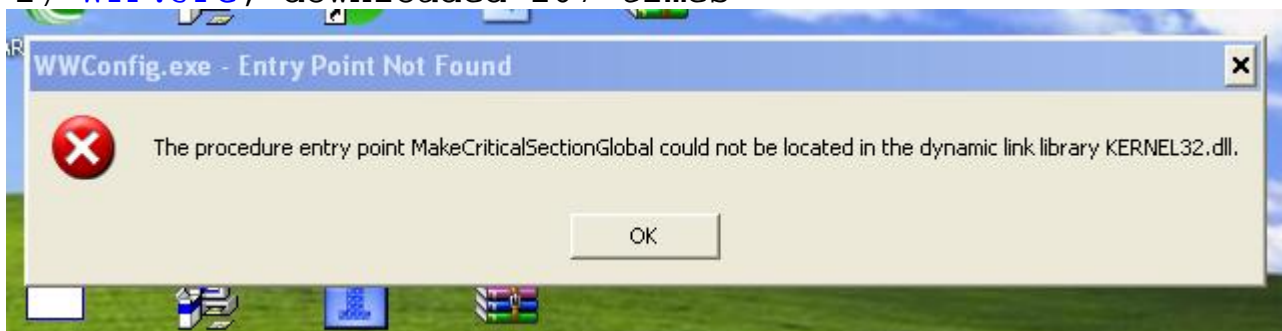 WWConfig.exe - Entry Point Not Found
The procedure entry point MakeCriticalSectionGlobal could not be located in the dynamic link library KERNEL32.dll.
OK